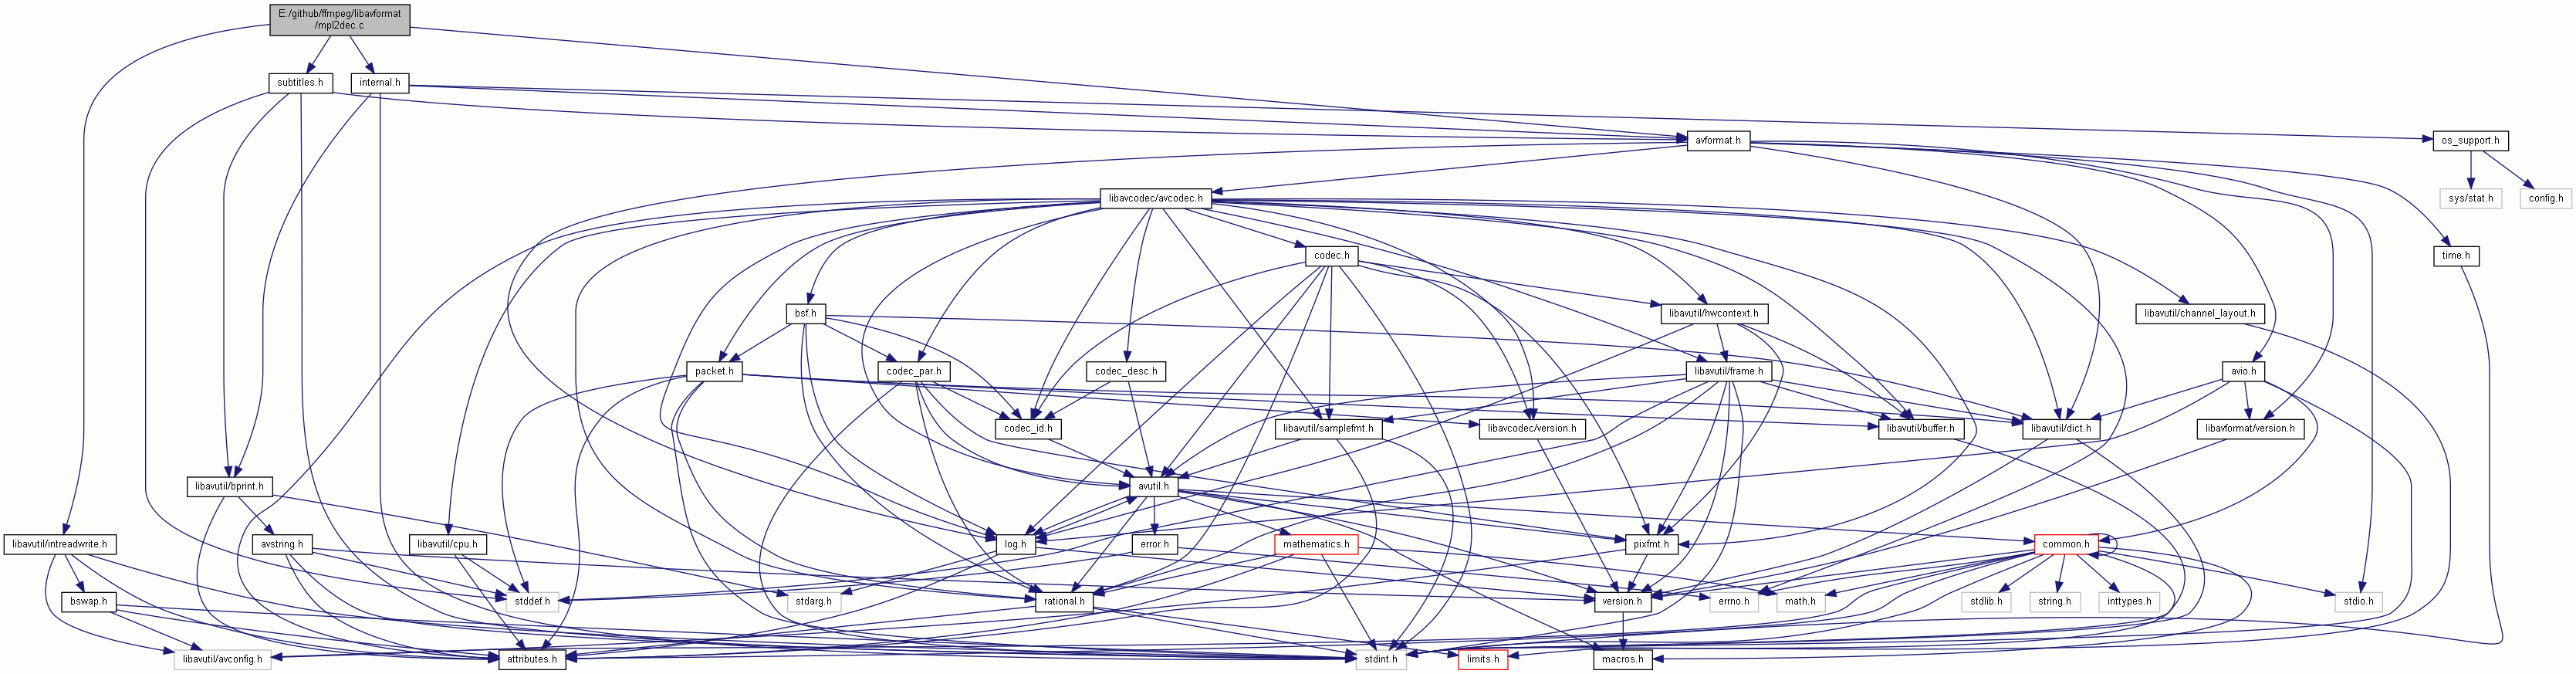 E:/github/ffmpeg/libavformat
/mpl2dec.c
subtitles.h
internal.h
avformat.h
os_support.h
libavcodec/avcodec.h
sys/stat.h
config.h
codec.h
time.h
bsf.h
libavutil/hwcontext.h
libavutil/channel_layout.h
packet.h
codec_par.h
codec_desc.h
libavutil/frame.h
avio.h
codec_id.h
libavutil/samplefmt.h
libavcodec/version.h
libavutil/buffer.h
libavutil/dict.h
libavformat/version.h
libavutil/bprint.h
avutil.h
libavutil/intreadwrite.h
avstring.h
libavutil/cpu.h
log.h
error.h
mathematics.h
pixfmt.h
common.h
bswap.h
stddef.h
stdarg.h
rational.h
version.h
errno.h
math.h
stdlib.h
string.h
inttypes.h
stdio.h
libavutil/avconfig.h
attributes.h
stdint.h
limits.h
macros.h